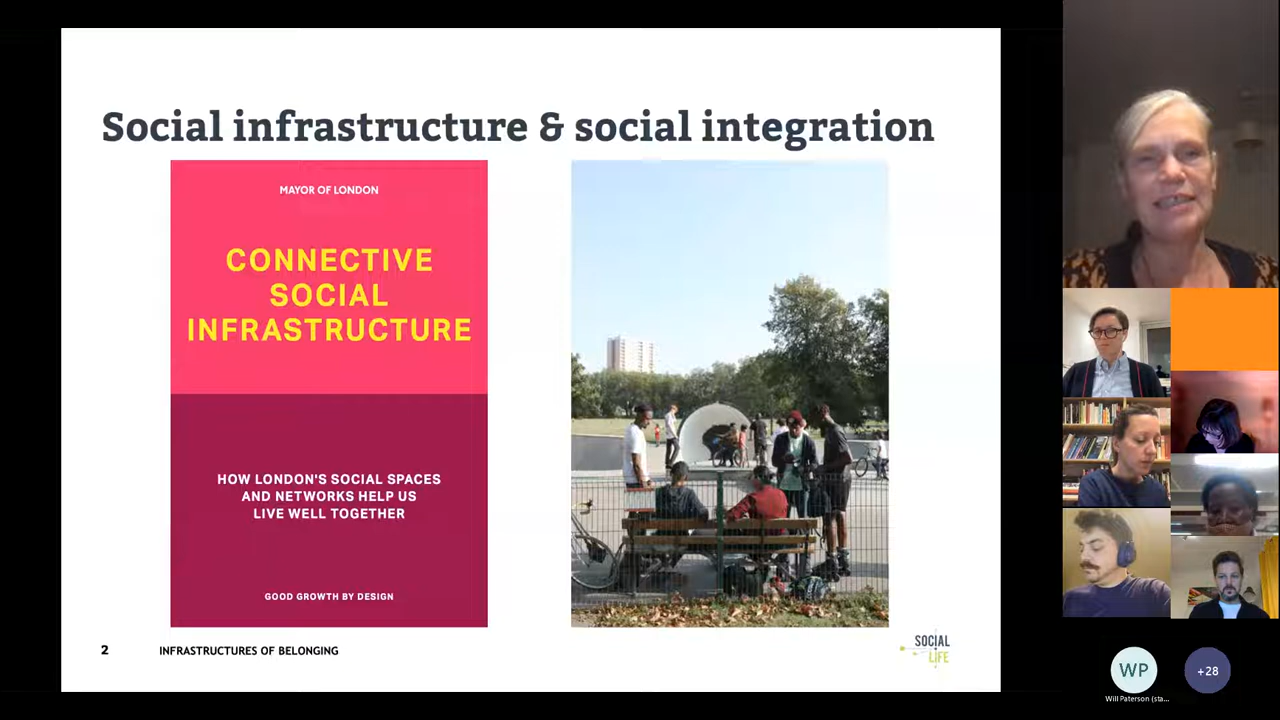 Social infrastructure & social integration
MAYOR OF LONDON
CONNECTIVE
SOCIAL
INFRASTRUCTURE
HOW LONDON'S SOCIAL SPACES
AND NETWORKS HELP US
LIVE WELL TOGETHER
GOOD GROWTH BY DESIGN
2
INFRASTRUCTURES OF BELONGING
SOCIAL
LIFE
WP
+28
Will Paterson (sta...